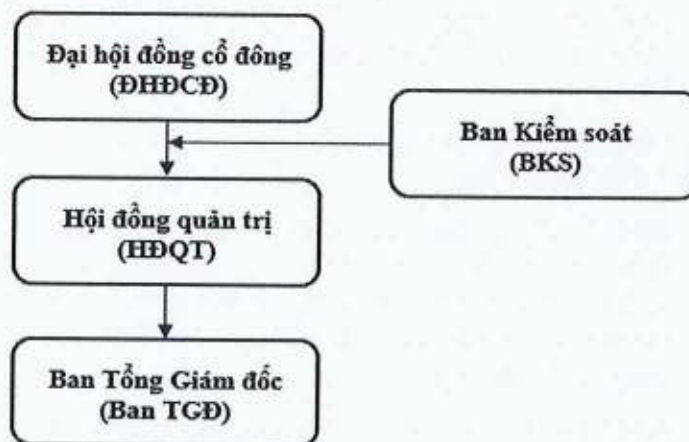 Đại hội đồng cổ đông
(ĐHĐCĐ)
Ban Kiểm soát
(BKS)
Hội đồng quản trị
(HĐQT)
Ban Tổng Giám đốc
(Ban TGĐ)